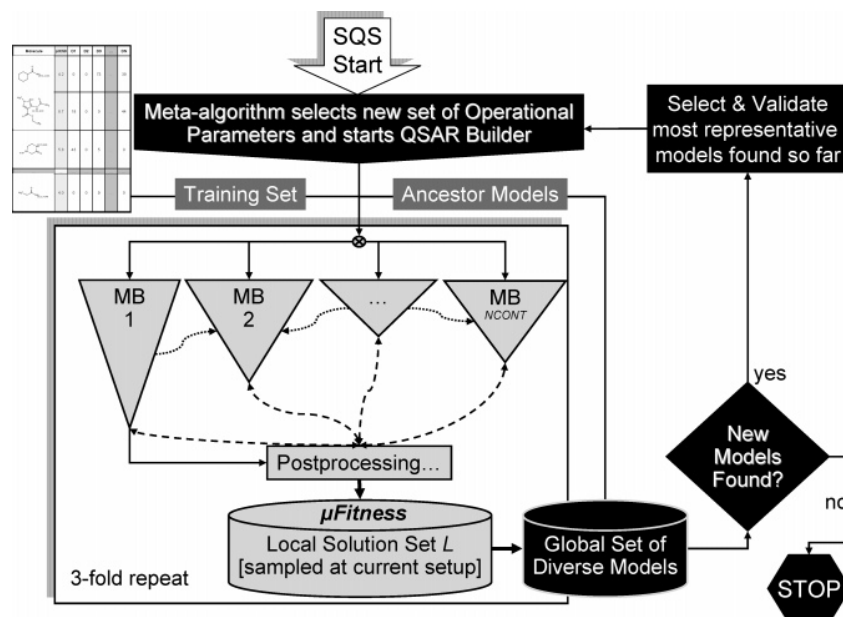 SQS
Start
Meta-algorithm selects new set of Operational
Parameters and starts QSAR Builder
Select & Validate
most representative
models found so far
Training Set
Ancestor Models
MB
1
MB
2
...
MB
NCONT
yes
New
Models
Found?
no
Postprocessing...
μFitness
Local Solution Set L
[sampled at current setup]
3-fold repeat
Global Set of
Diverse Models
STOP